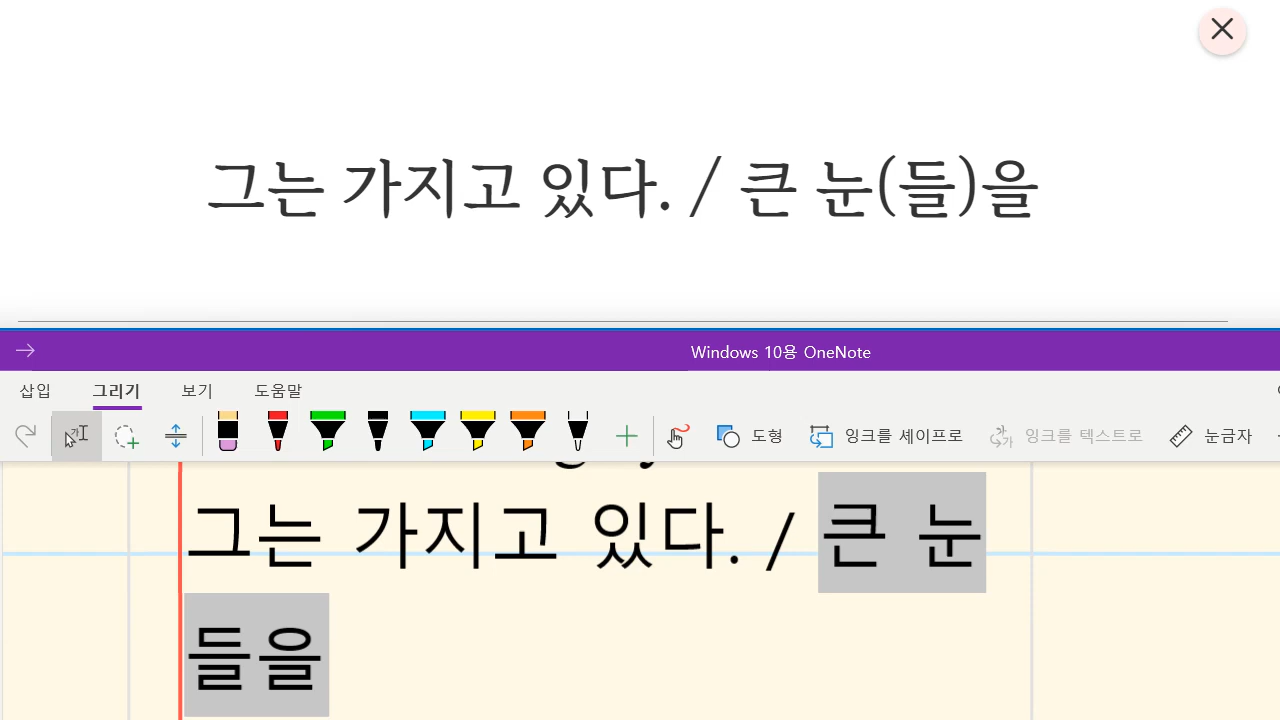 그는 가지고 있다. / 큰 눈(들)을
Windows 10용 OneNote
삽입 그리기 보기 도움말
도형 잉크를 셰이프로 잉크를 텍스트로 눈금자
그는 가지고 있다. / 큰 눈
들을